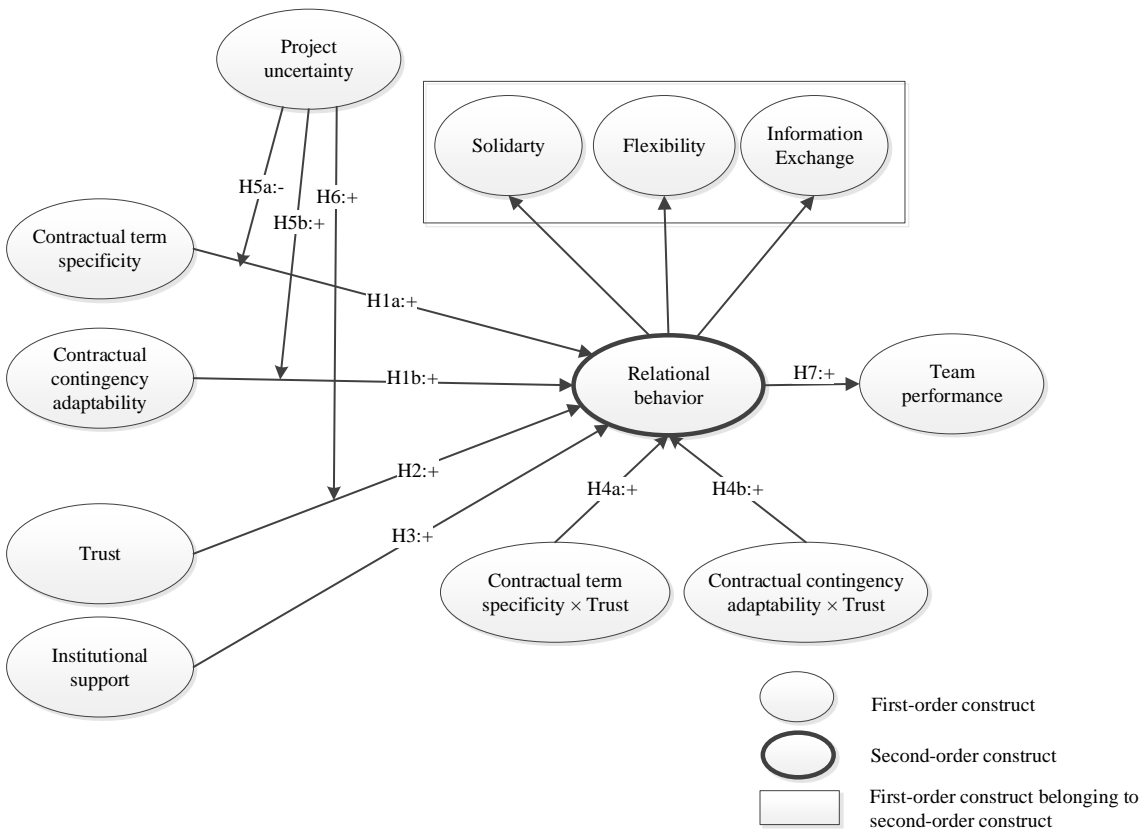 Project
uncertainty
Solidarty
Flexibility
Information
Exchange
H5a:-
H6:+
H5b:+
Contractual term
specificity
H1a:+
Contractual
contingency
adaptability
H1b:+
Relational
behavior
H7:+
Team
performance
H2:+
H4a:+
H4b:+
Trust
H3:+
Contractual term
specificity × Trust
Contractual contingency
adaptability × Trust
Institutional
support
First-order construct
Second-order construct
First-order construct belonging to
second-order construct